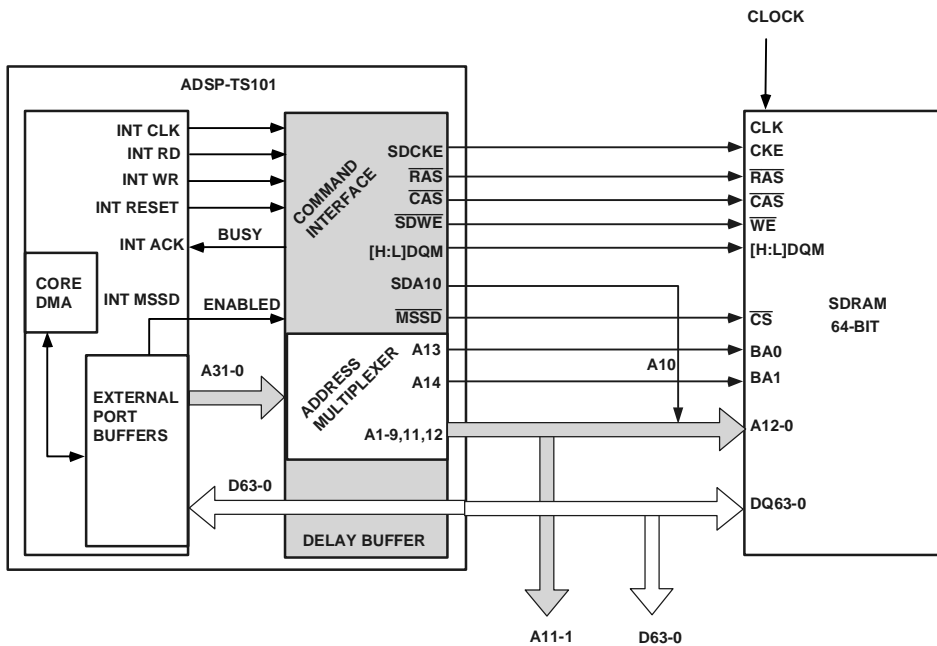 CLOCK
ADSP-TS101
INT CLK
INT RD
INT WR
INT RESET
INT ACK
BUSY
INT MSSD
ENABLED
CORE
DMA
EXTERNAL
PORT
BUFFERS
A31-0
D63-0
COMMAND
INTERFACE
SDCKE
RAS
CAS
SDWE
[H:L]DQM
SDA10
MSSD
ADDRESS
MULTIPLEXER
A13
A14
A1-9,11,12
DELAY BUFFER
A10
CLK
CKE
RAS
CAS
WE
[H:L]DQM
SDRAM
64-BIT
CS
BA0
BA1
A12-0
DQ63-0
A11-1
D63-0